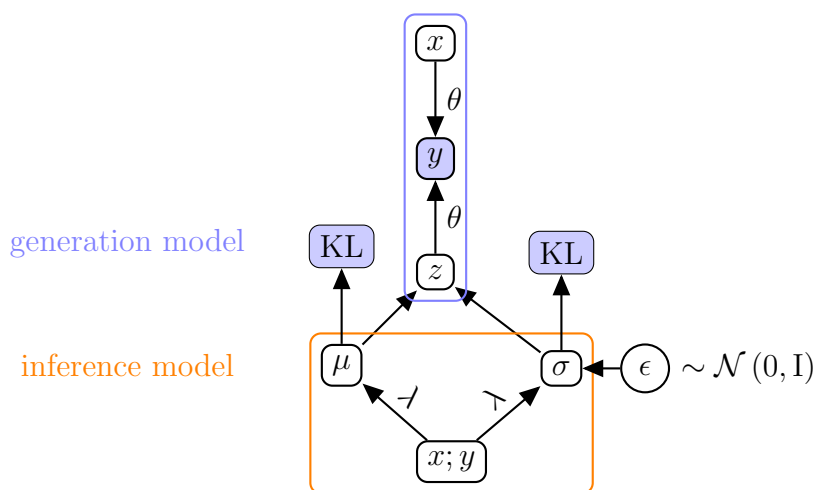 x
θ
y
θ
generation model
KL
KL
z
inference model
μ
σ
ϵ
∼ 𝒩 (0, I)
λ
λ
x; y